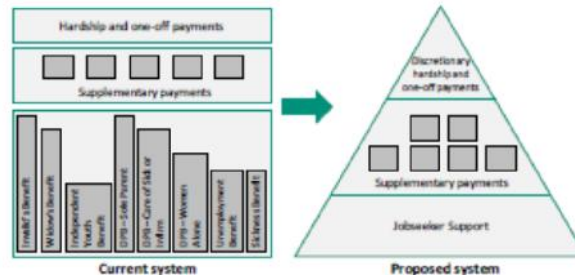 Hardship and one-off payments
Supplementary payments
Invalid's Benefit
Widow's Benefit
Independent
Youth
Benefit
DPB – Sole Parent
DPB – Care of Sick or
Infirm
DPB – Women
Alone
Unemployment
Benefit
Sickness Benefit
Current system
Discretionary
hardship and
one-off payments
Supplementary payments
Jobseeker Support
Proposed system